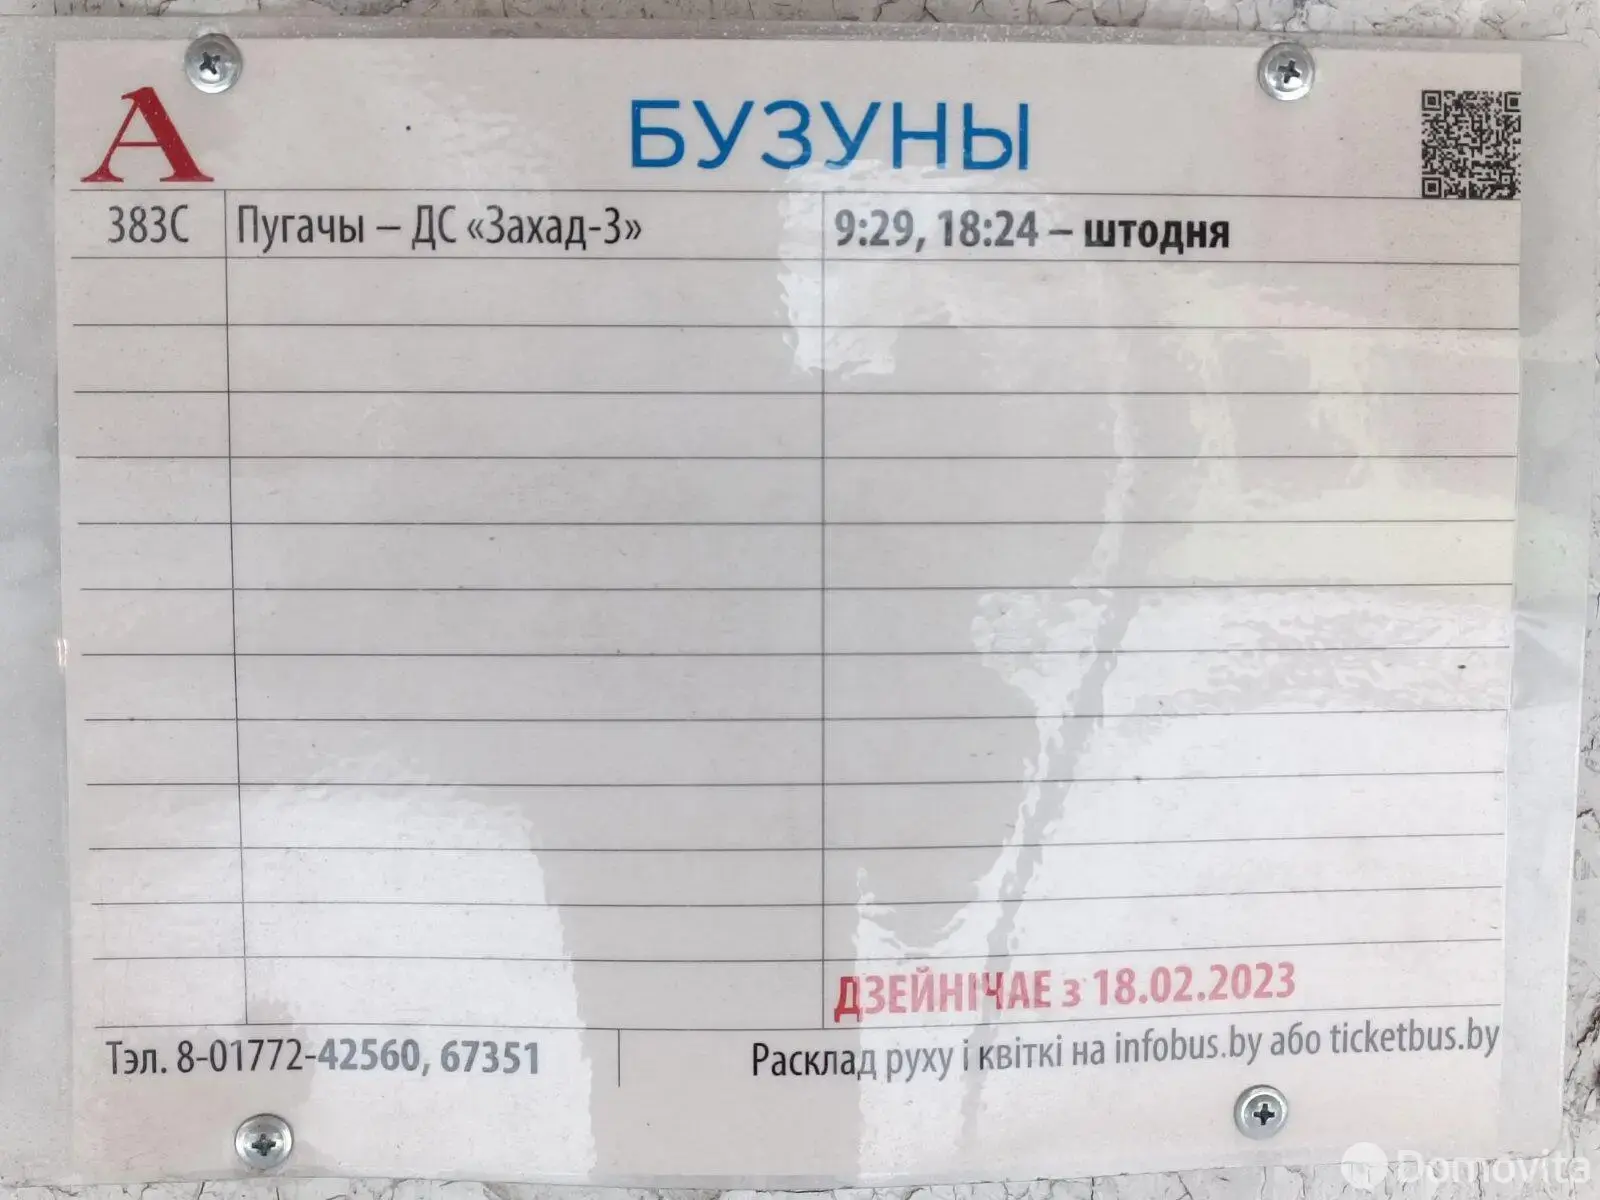 А
БУЗУНЫ
383С Пугачы – ДС «Захад-3» 9:29, 18:24 – штодня
ДЗЕЙНІЧАЕ з 18.02.2023
Тэл. 8-01772-42560, 67351
Расклад руху і квіткі на infobus.by або ticketbus.by
Domovita